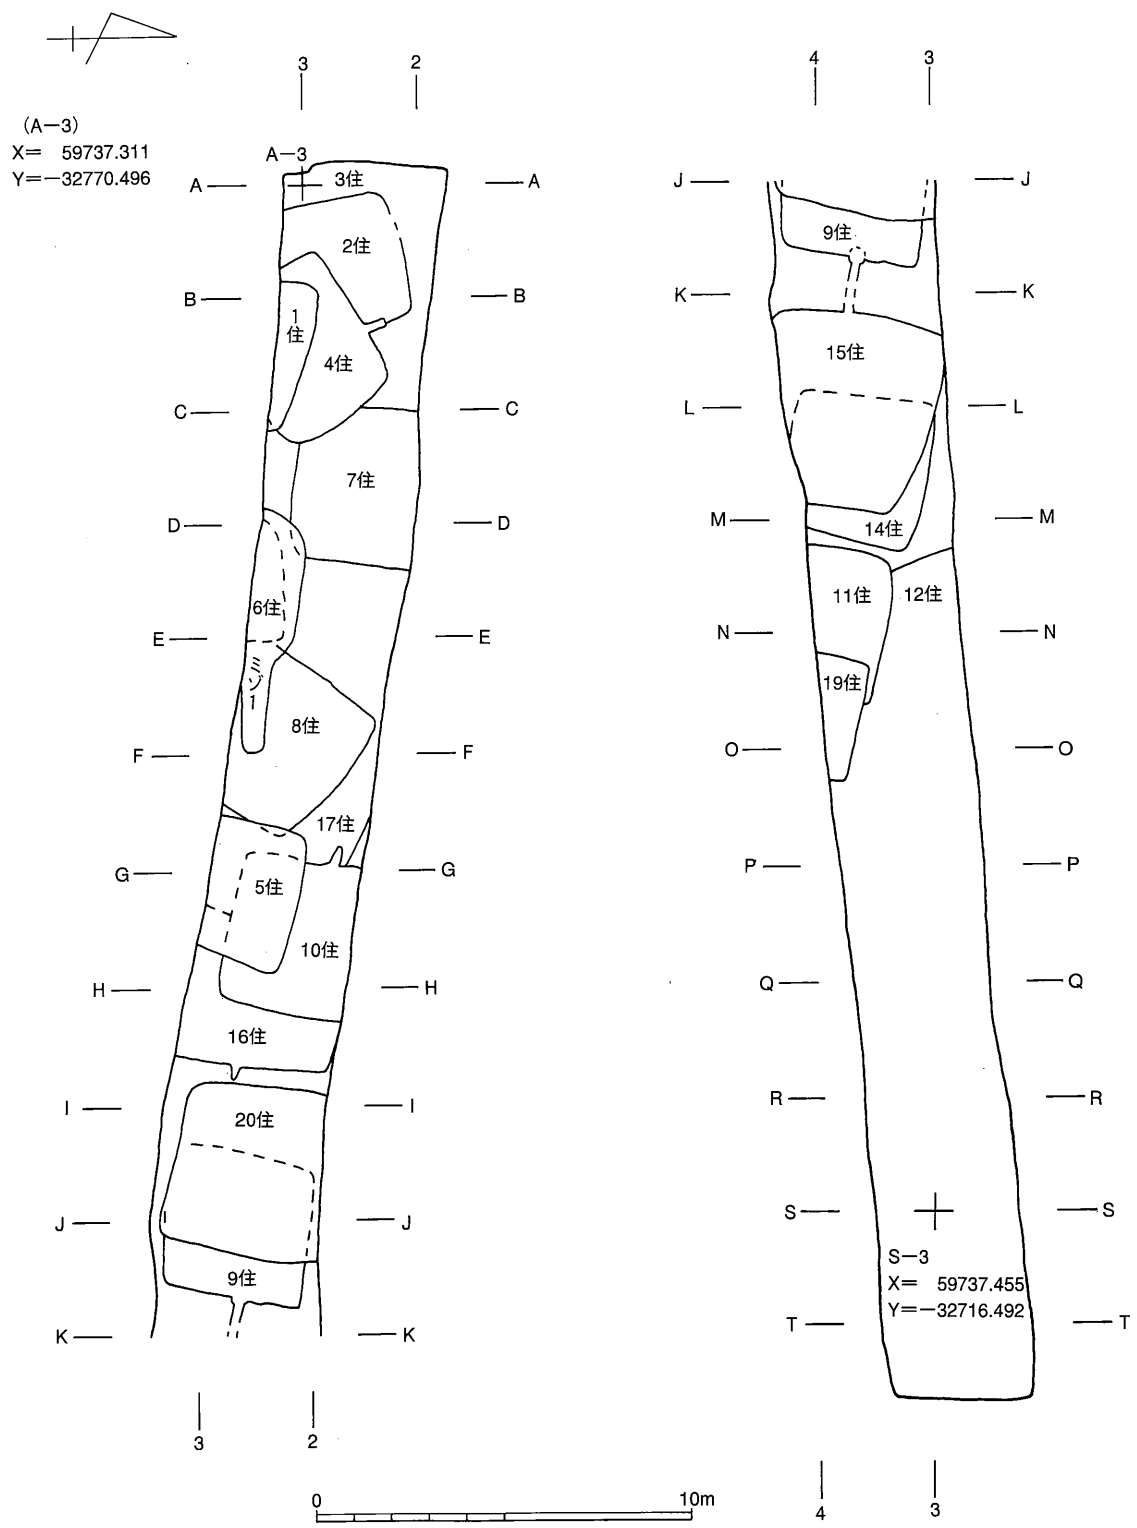 3 2
4 3
(A−3)
X= 59737.311
Y=−32770.496
A−3
A A
3住
2住
B B
1住
4住
C C
7住
D D
6住
E E
1
8住
F F
17住
G G
5住
10住
H H
16住
I I
20住
J J
9住
K K
3 2
J J
9住
K K
15住
L L
M M
14住
11住
12住
N N
19住
O O
P P
Q Q
R R
S S
S−3
X= 59737.455
Y=−32716.492
T T
4 3
0 10m